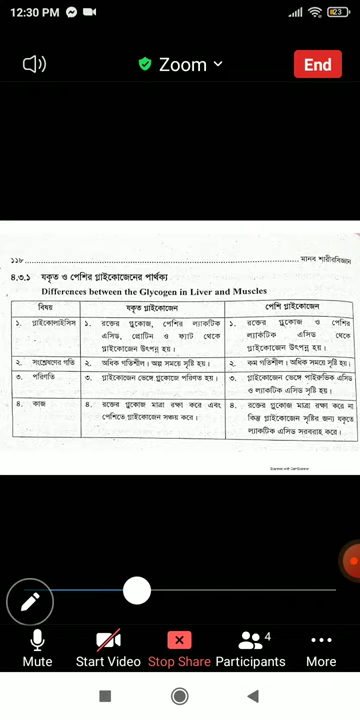 12:30 PM
23
Zoom
End
১১৮
মানব শারীরবিজ্ঞান
৪.৩.১ যকৃত ও পেশির গ্লাইকোজেনের পার্থক্য
Differences between the Glycogen in Liver and Muscles
বিষয় যকৃত গ্লাইকোজেন পেশি গ্লাইকোজেন
১. গ্লাইকোলাইসিস
১. রক্তের গ্লুকোজ, পেশির ল্যাকটিক
এসিড, প্রোটিন ও ফ্যাট থেকে
গ্লাইকোজেন উৎপন্ন হয়।
১. রক্তের গ্লুকোজ ও পেশির
ল্যাকটিক এসিড থেকে
গ্লাইকোজেন উৎপন্ন হয়।
২. সংশ্লেষণের গতি
২. অধিক গতিশীল। অল্প সময়ে সৃষ্টি হয়।
২. কম গতিশীল। অধিক সময়ে সৃষ্টি হয়।
৩. পরিণতি
৩. গ্লাইকোজেন ভেঙ্গে গ্লুকোজে পরিণত হয়।
৩. গ্লাইকোজেন ভেঙ্গে পাইরুভিক এসিড
ও ল্যাকটিক এসিড সৃষ্টি হয়।
৪. কাজ
৪. রক্তের গ্লুকোজ মাত্রা রক্ষা করে এবং
পেশিতে গ্লাইকোজেন সঞ্চয় করে।
৪. রক্তের গ্লুকোজ মাত্রা রক্ষা করে না
কিন্তু গ্লাইকোজেন সৃষ্টির জন্য যকৃতে
ল্যাকটিক এসিড সরবরাহ করে।
Scanned with CamScanner
Mute
Start Video
Stop Share
4
Participants
More